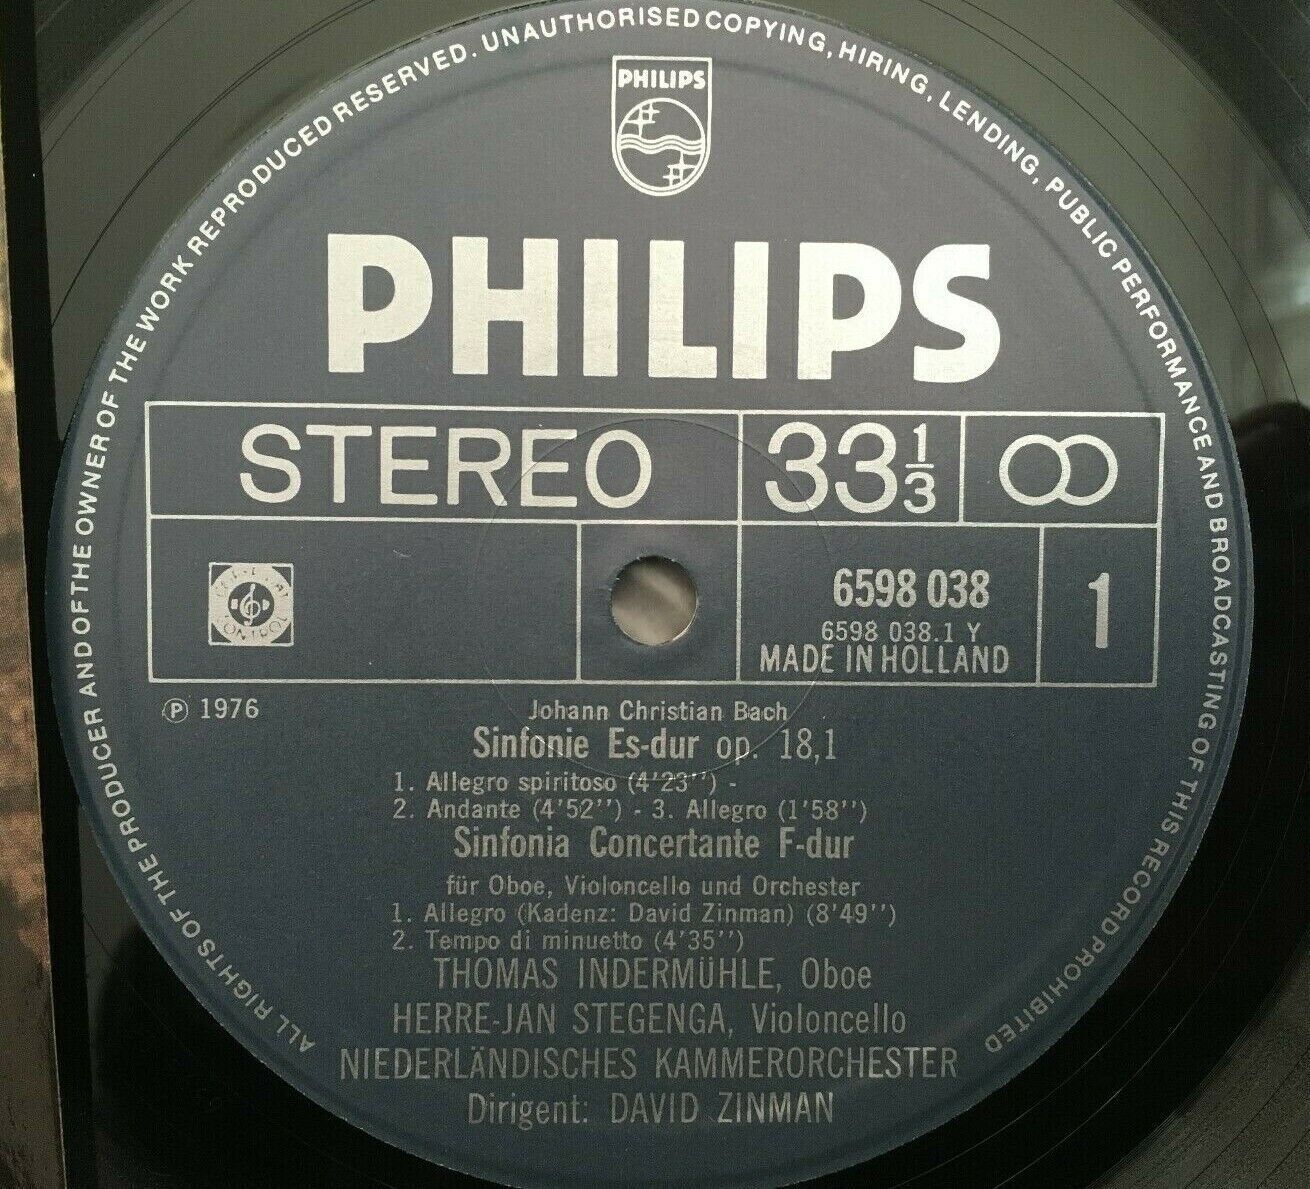 ALL RIGHTS OF THE PRODUCER AND OF THE OWNER OF THE WORK REPRODUCED RESERVED. UNAUTHORISED COPYING, HIRING, LENDING, PUBLIC PERFORMANCE AND BROADCASTING OF THIS RECORD PROHIBITED
PHILIPS
PHILIPS
STEREO 33 1/3
6598 038 1
6598 038.1 Y
CONTROL
MADE IN HOLLAND
Ⓟ 1976
Johann Christian Bach
Sinfonie Es-dur op. 18,1
1. Allegro spiritoso (4'23'') -
2. Andante (4'52'') - 3. Allegro (1'58'')
Sinfonia Concertante F-dur
für Oboe, Violoncello und Orchester
1. Allegro (Kadenz: David Zinman) (8'49'')
2. Tempo di minuetto (4'35'')
THOMAS INDERMÜHLE, Oboe
HERRE-JAN STEGENGA, Violoncello
NIEDERLÄNDISCHES KAMMERORCHESTER
Dirigent: DAVID ZINMAN